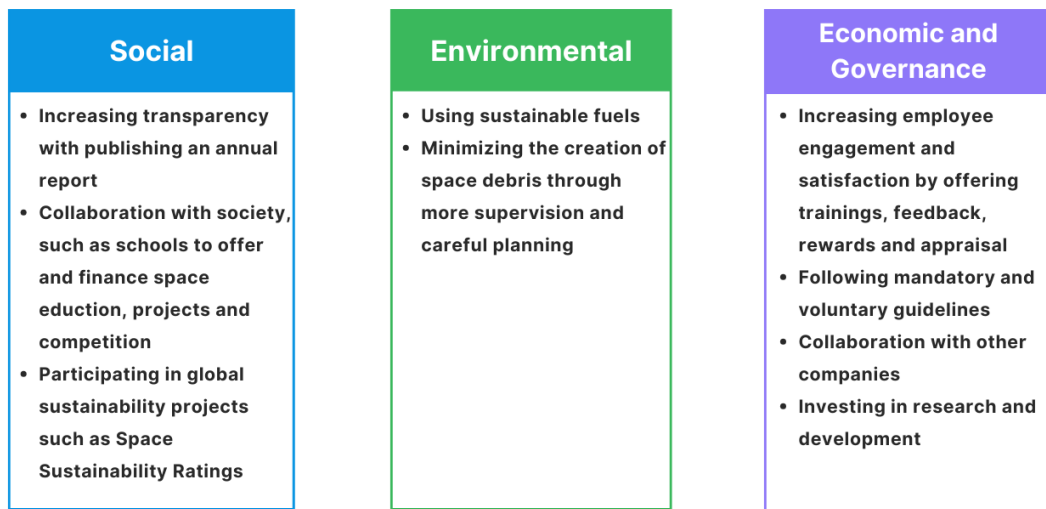 Social
• Increasing transparency
with publishing an annual
report
• Collaboration with society,
such as schools to offer
and finance space
eduction, projects and
competition
• Participating in global
sustainability projects
such as Space
Sustainability Ratings
Environmental
• Using sustainable fuels
• Minimizing the creation of
space debris through
more supervision and
careful planning
Economic and
Governance
• Increasing employee
engagement and
satisfaction by offering
trainings, feedback,
rewards and appraisal
• Following mandatory and
voluntary guidelines
• Collaboration with other
companies
• Investing in research and
development